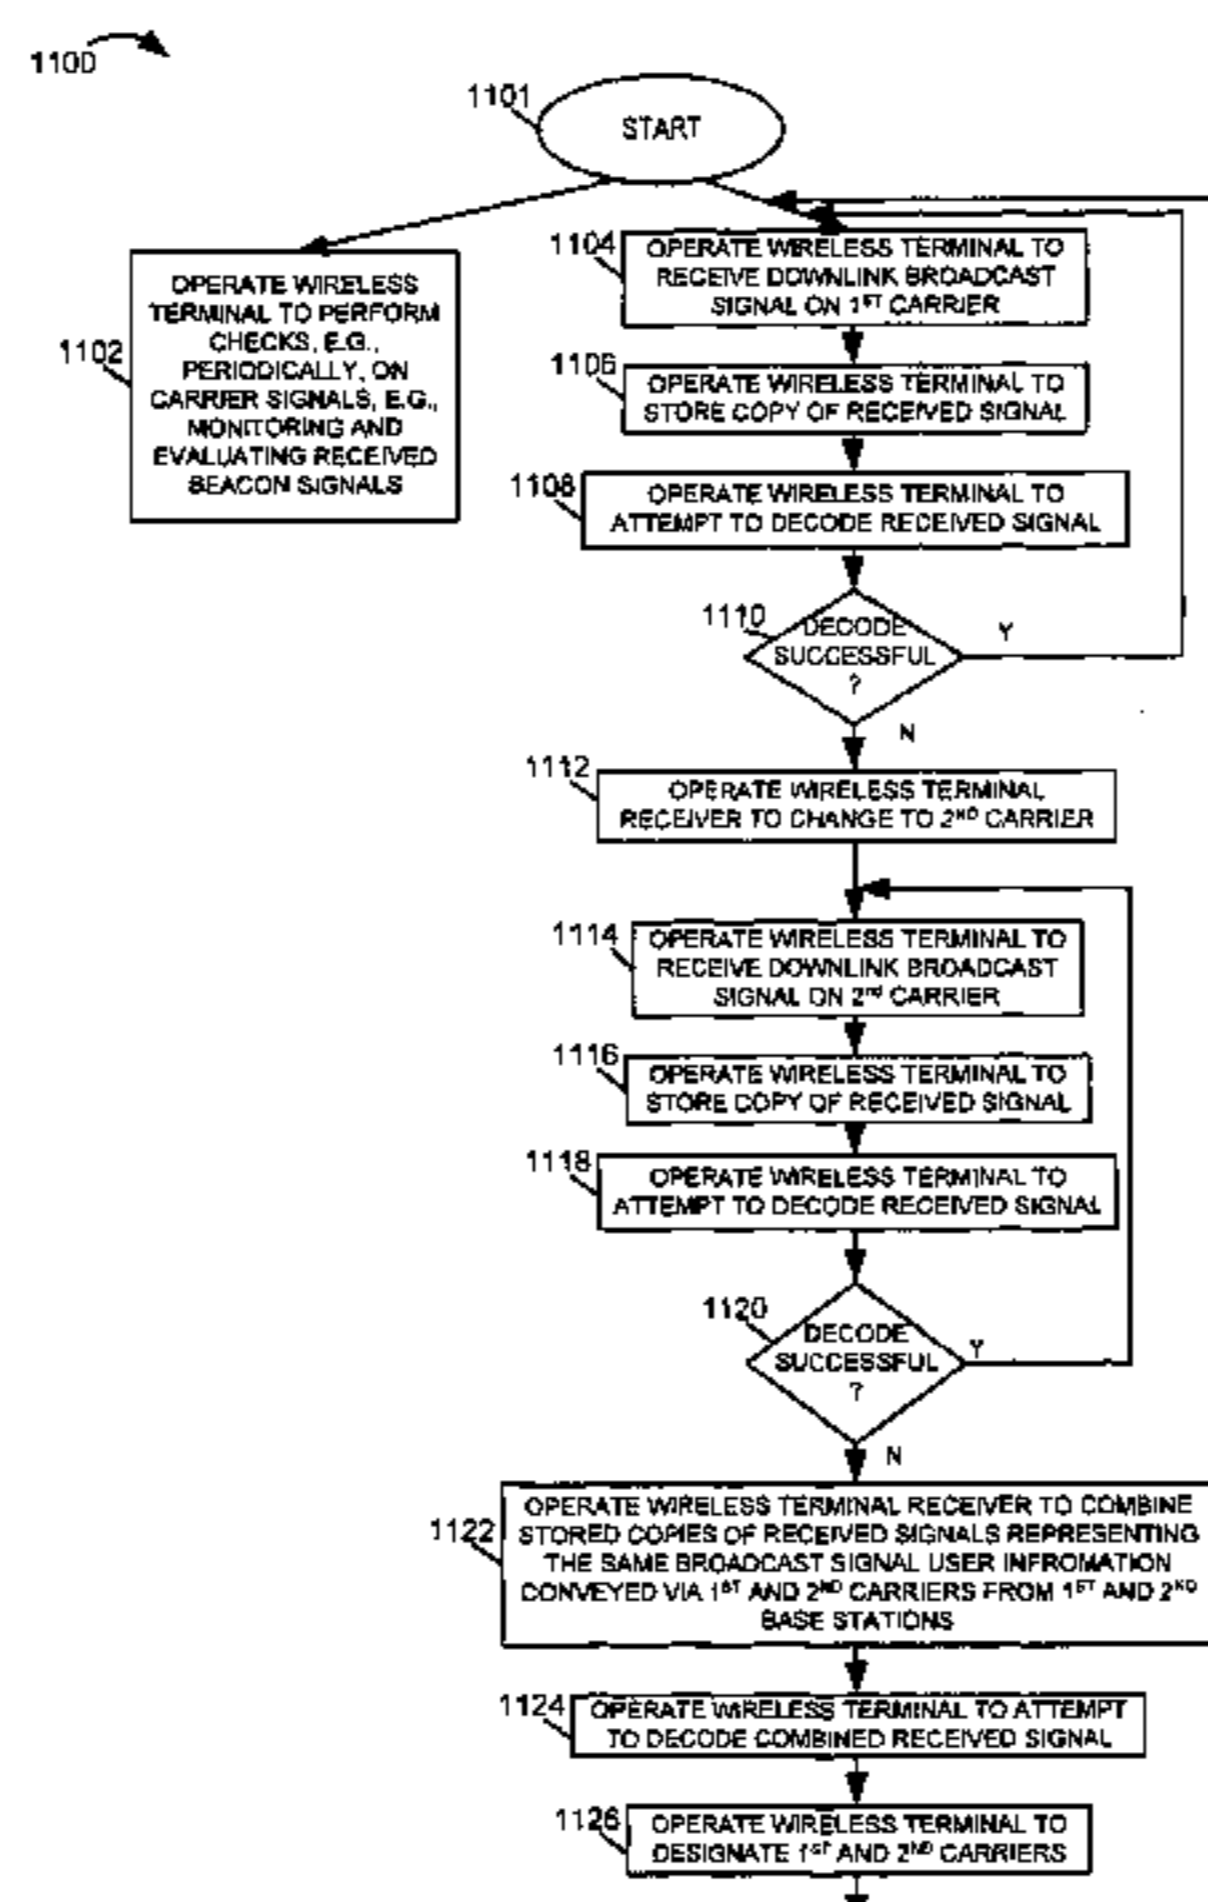 1100
1101
START
1102
OPERATE WIRELESS
TERMINAL TO PERFORM
CHECKS, E.G.,
PERIODICALLY, ON
CARRIER SIGNALS, E.G.,
MONITORING AND
EVALUATING RECEIVED
BEACON SIGNALS
1104
OPERATE WIRELESS TERMINAL TO
RECEIVE DOWNLINK BROADCAST
SIGNAL ON 1ST CARRIER
1106
OPERATE WIRELESS TERMINAL TO
STORE COPY OF RECEIVED SIGNAL
1108
OPERATE WIRELESS TERMINAL TO
ATTEMPT TO DECODE RECEIVED SIGNAL
1110
DECODE
SUCCESSFUL
?
Y
N
1112
OPERATE WIRELESS TERMINAL
RECEIVER TO CHANGE TO 2ND CARRIER
1114
OPERATE WIRELESS TERMINAL TO
RECEIVE DOWNLINK BROADCAST
SIGNAL ON 2nd CARRIER
1116
OPERATE WIRELESS TERMINAL TO
STORE COPY OF RECEIVED SIGNAL
1118
OPERATE WIRELESS TERMINAL TO
ATTEMPT TO DECODE RECEIVED SIGNAL
1120
DECODE
SUCCESSFUL
?
Y
N
1122
OPERATE WIRELESS TERMINAL RECEIVER TO COMBINE
STORED COPIES OF RECEIVED SIGNALS REPRESENTING
THE SAME BROADCAST SIGNAL USER INFROMATION
CONVEYED VIA 1ST AND 2ND CARRIERS FROM 1ST AND 2ND
BASE STATIONS
1124
OPERATE WIRELESS TERMINAL TO ATTEMPT
TO DECODE COMBINED RECEIVED SIGNAL
1126
OPERATE WIRELESS TERMINAL TO
DESIGNATE 1ST AND 2ND CARRIERS